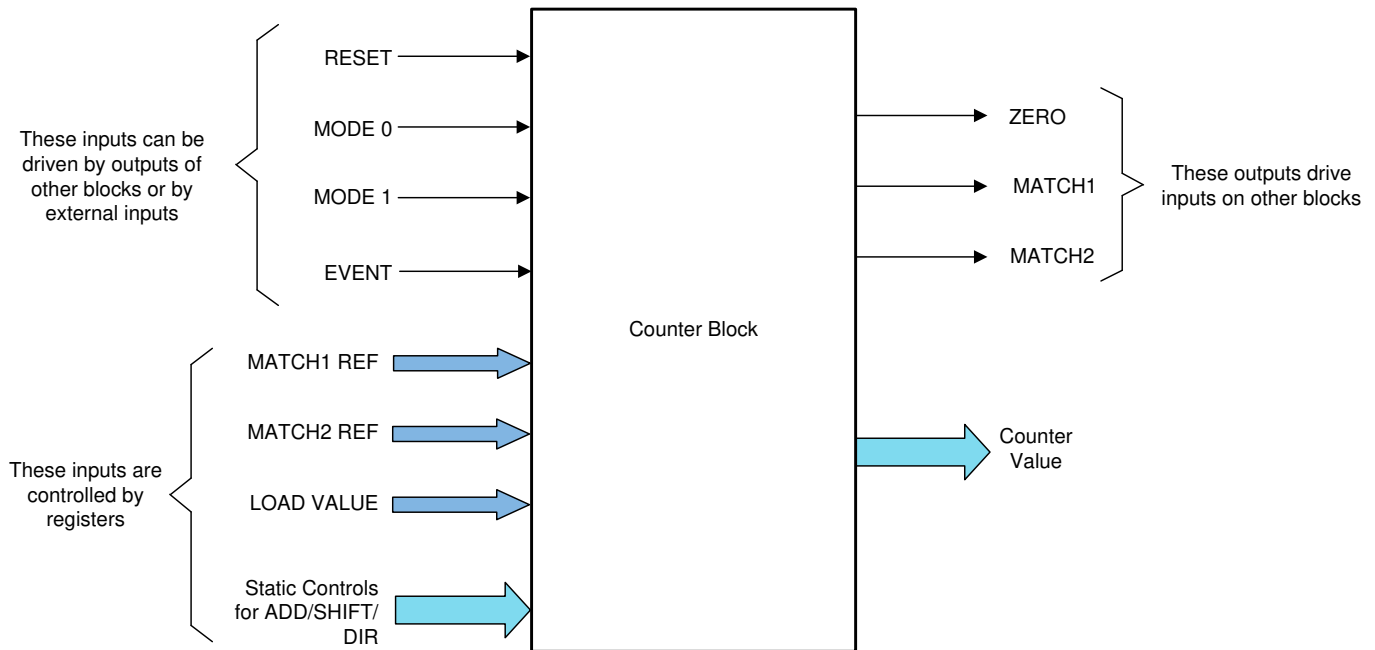 These inputs can be
driven by outputs of
other blocks or by
external inputs
RESET
MODE 0
MODE 1
EVENT
These inputs are
controlled by
registers
MATCH1 REF
MATCH2 REF
LOAD VALUE
Static Controls
for ADD/SHIFT/
DIR
Counter Block
ZERO
MATCH1
MATCH2
These outputs drive
inputs on other blocks
Counter
Value